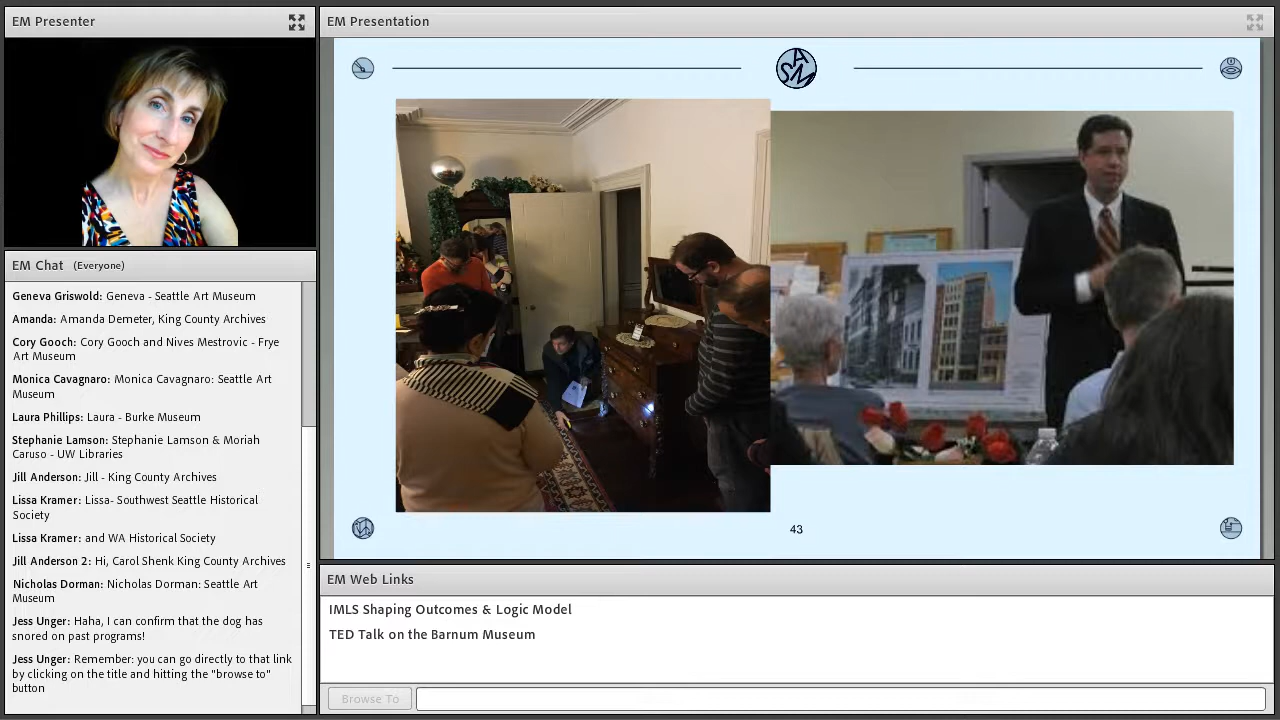 EM Presenter
EM Chat (Everyone)
Geneva Griswold: Geneva - Seattle Art Museum
Amanda: Amanda Demeter, King County Archives
Cory Gooch: Cory Gooch and Nives Mestrovic - Frye
Art Museum
Monica Cavagnaro: Monica Cavagnaro: Seattle Art
Museum
Laura Phillips: Laura - Burke Museum
Stephanie Lamson: Stephanie Lamson & Moriah
Caruso - UW Libraries
Jill Anderson: Jill - King County Archives
Lissa Kramer: Lissa- Southwest Seattle Historical
Society
Lissa Kramer: and WA Historical Society
Jill Anderson 2: Hi, Carol Shenk King County Archives
Nicholas Dorman: Nicholas Dorman: Seattle Art
Museum
Jess Unger: Haha, I can confirm that the dog has
snored on past programs!
Jess Unger: Remember: you can go directly to that link
by clicking on the title and hitting the "browse to"
button
EM Presentation
ASM
43
EM Web Links
IMLS Shaping Outcomes & Logic Model
TED Talk on the Barnum Museum
Browse To